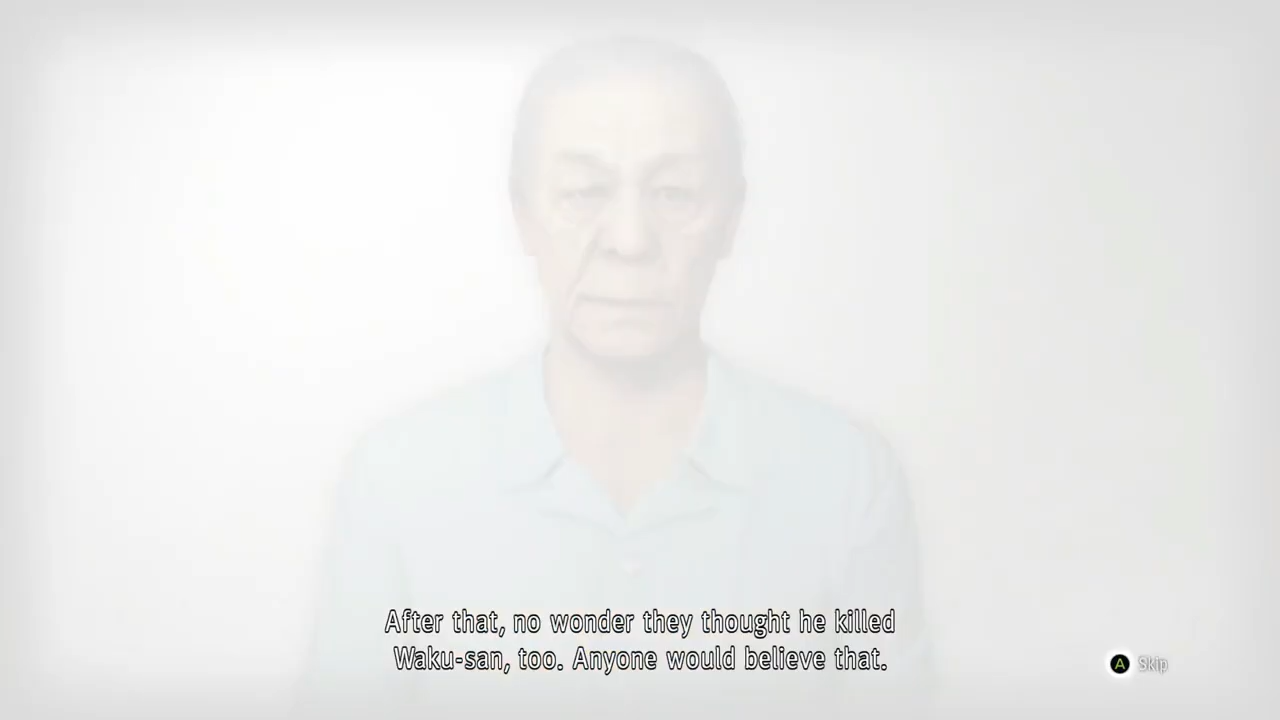 After that, no wonder they thought he killed
Waku-san, too. Anyone would believe that.
A Skip